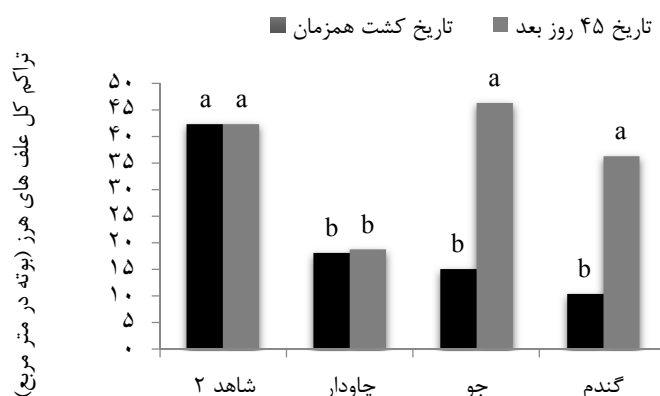 تاریخ کشت همزمان
تاریخ ۴۵ روز بعد
تراکم کل علف های هرز (بوته در متر مربع)
۵۰
۴۵
۴۰
۳۵
۳۰
۲۵
۲۰
۱۵
۱۰
۵
۰
a a
b b
b a
b a
شاهد ۲
چاودار
جو
گندم